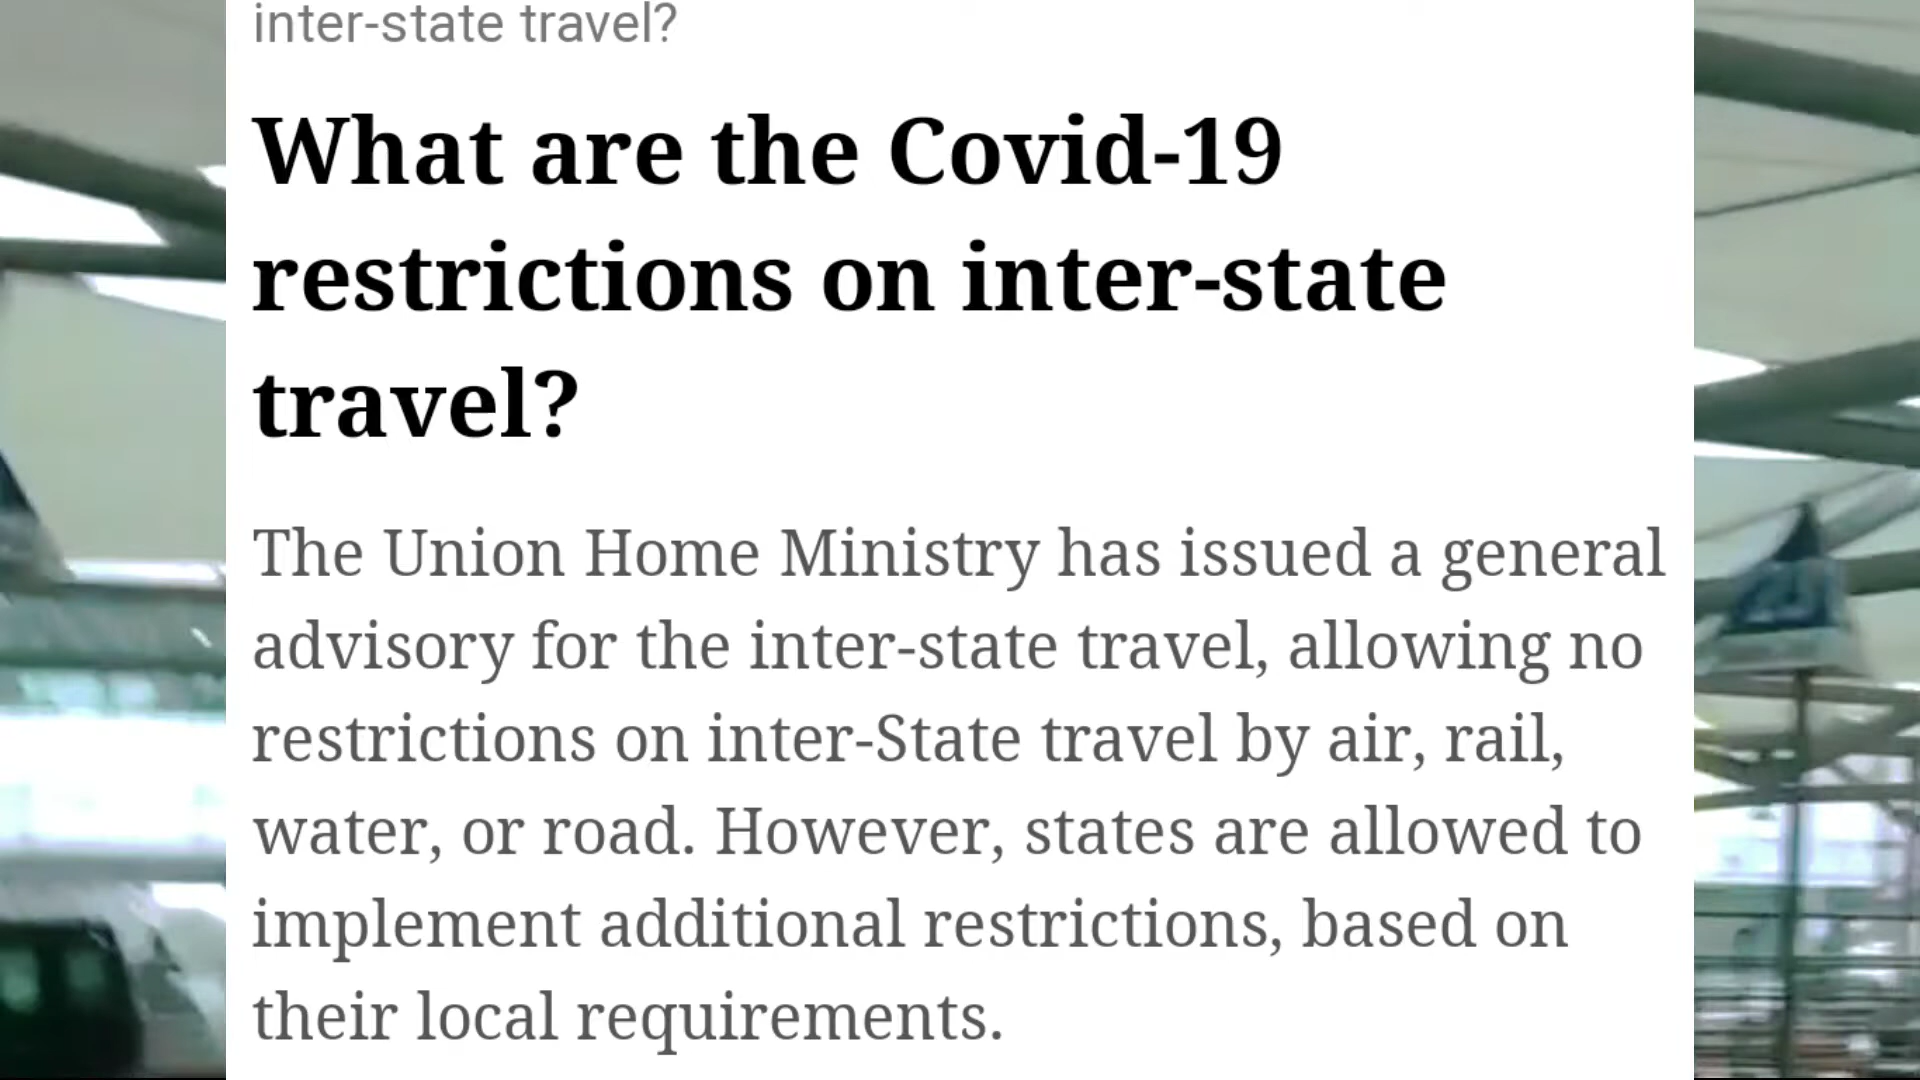 inter-state travel?
What are the Covid-19
restrictions on inter-state
travel?
The Union Home Ministry has issued a general
advisory for the inter-state travel, allowing no
restrictions on inter-State travel by air, rail,
water, or road. However, states are allowed to
implement additional restrictions, based on
their local requirements.